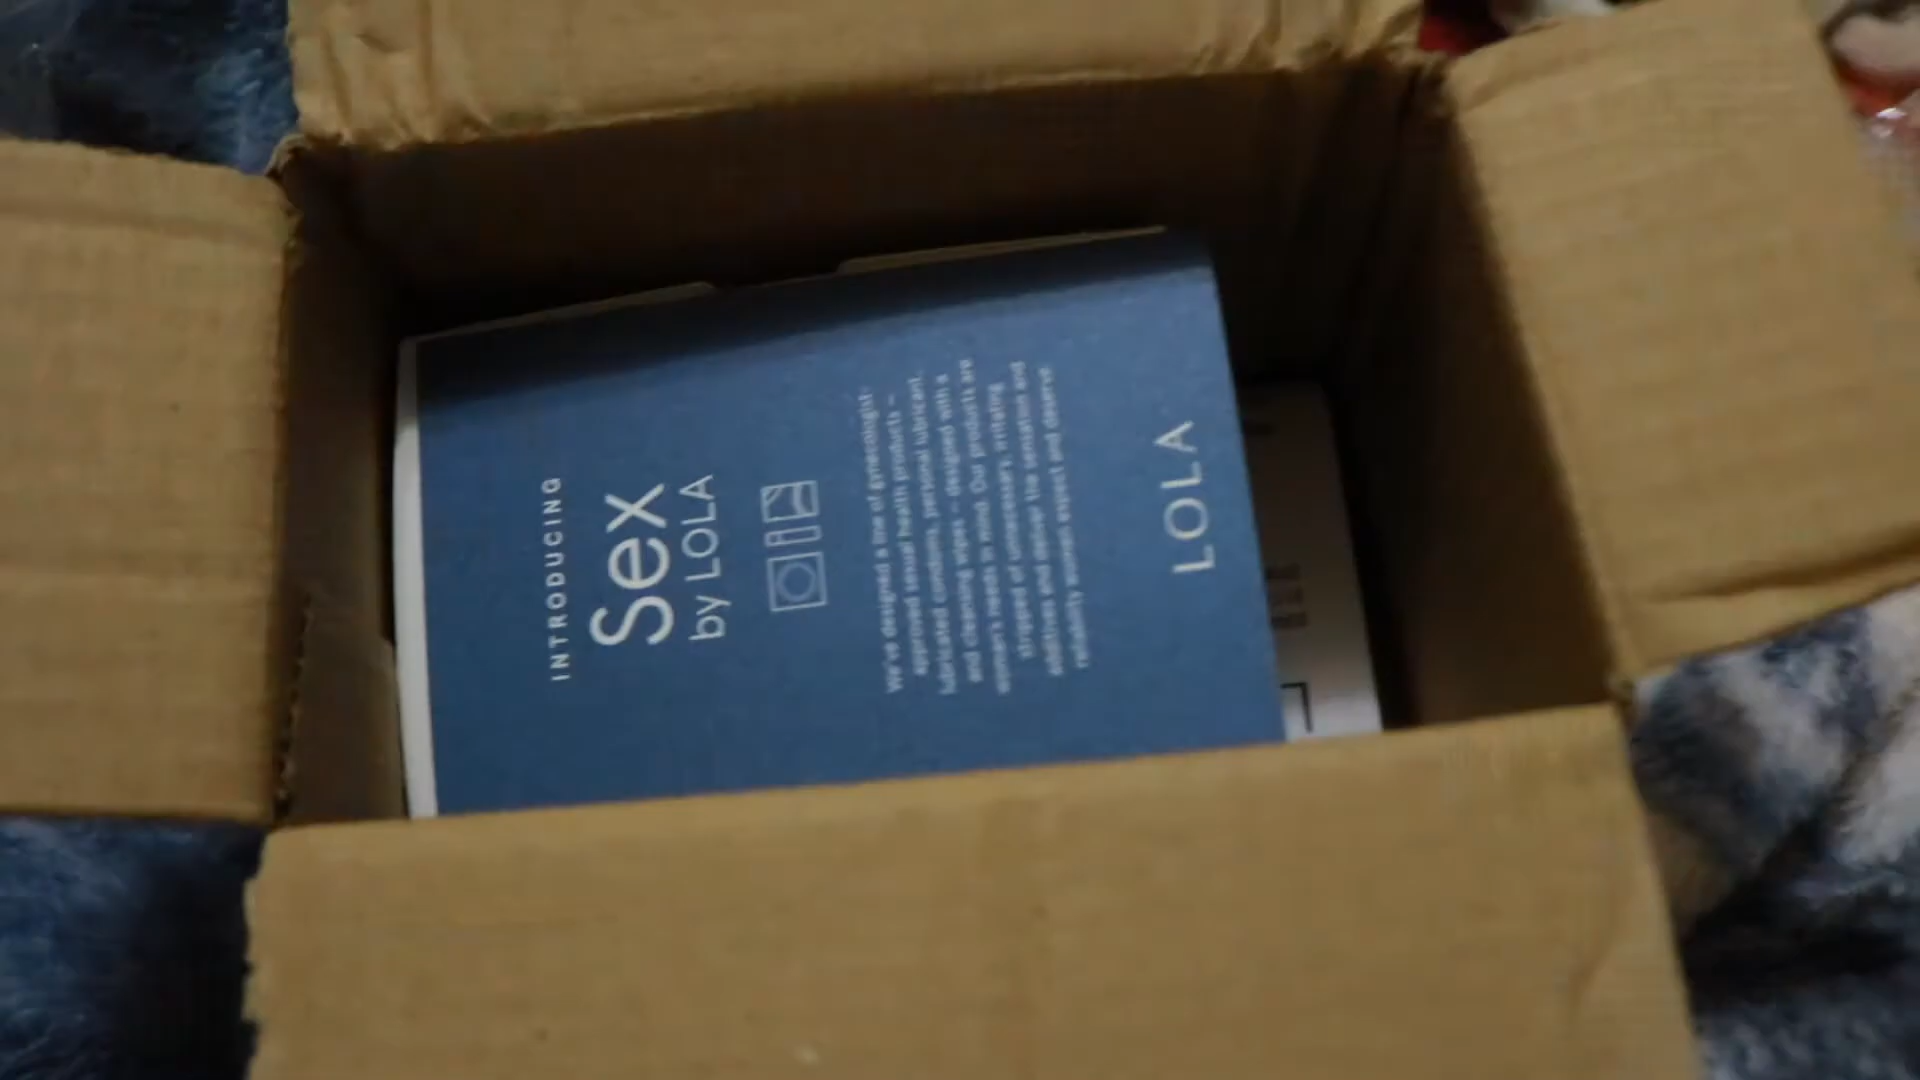 INTRODUCING
Sex
by LOLA
We've designed a line of gynecologist-
approved sexual health products –
lubricated condoms, personal lubricant,
and cleansing wipes – designed with a
woman's needs in mind. Our products are
stripped of unnecessary, irritating
additives and deliver the sensation and
reliability women expect and deserve.
LOLA